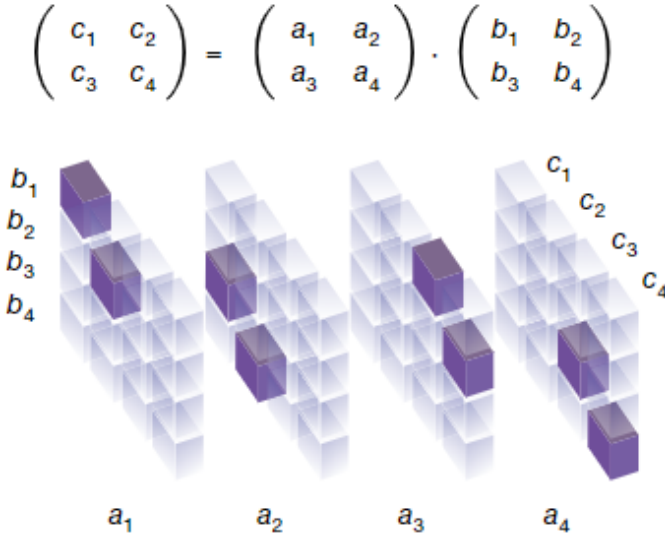 ( c₁ c₂ ) = ( a₁ a₂ ) · ( b₁ b₂ )
( c₃ c₄ ) ( a₃ a₄ ) ( b₃ b₄ )
b₁
b₂
b₃
b₄
c₁
c₂
c₃
c₄
a₁ a₂ a₃ a₄